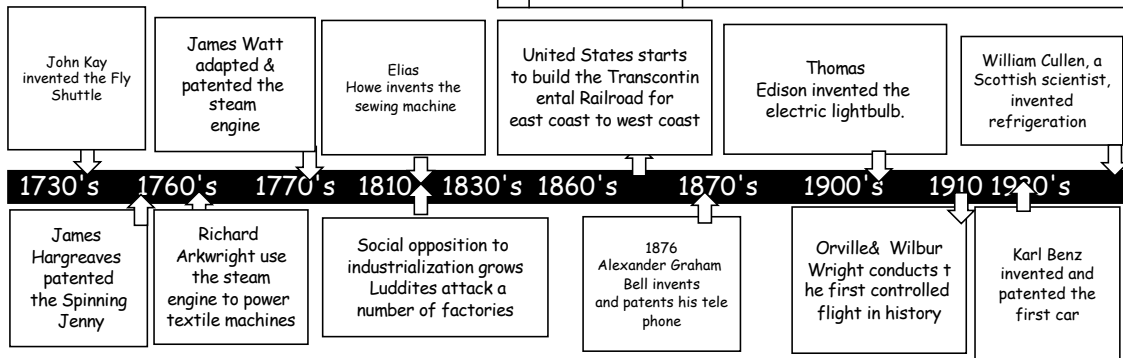 John Kay
invented the Fly
Shuttle
James Watt
adapted &
patented the
steam
engine
Elias
Howe invents the
sewing machine
United States starts
to build the Transcontin
ental Railroad for
east coast to west coast
Thomas
Edison invented the
electric lightbulb.
William Cullen, a
Scottish scientist,
invented
refrigeration
1730's 1760's 1770's 1810 1830's 1860's 1870's 1900's 1910 1920's
James
Hargreaves
patented
the Spinning
Jenny
Richard
Arkwright use
the steam
engine to power
textile machines
Social opposition to
industrialization grows
Luddites attack a
number of factories
1876
Alexander Graham
Bell invents
and patents his tele
phone
Orville& Wilbur
Wright conducts t
he first controlled
flight in history
Karl Benz
invented and
patented the
first car